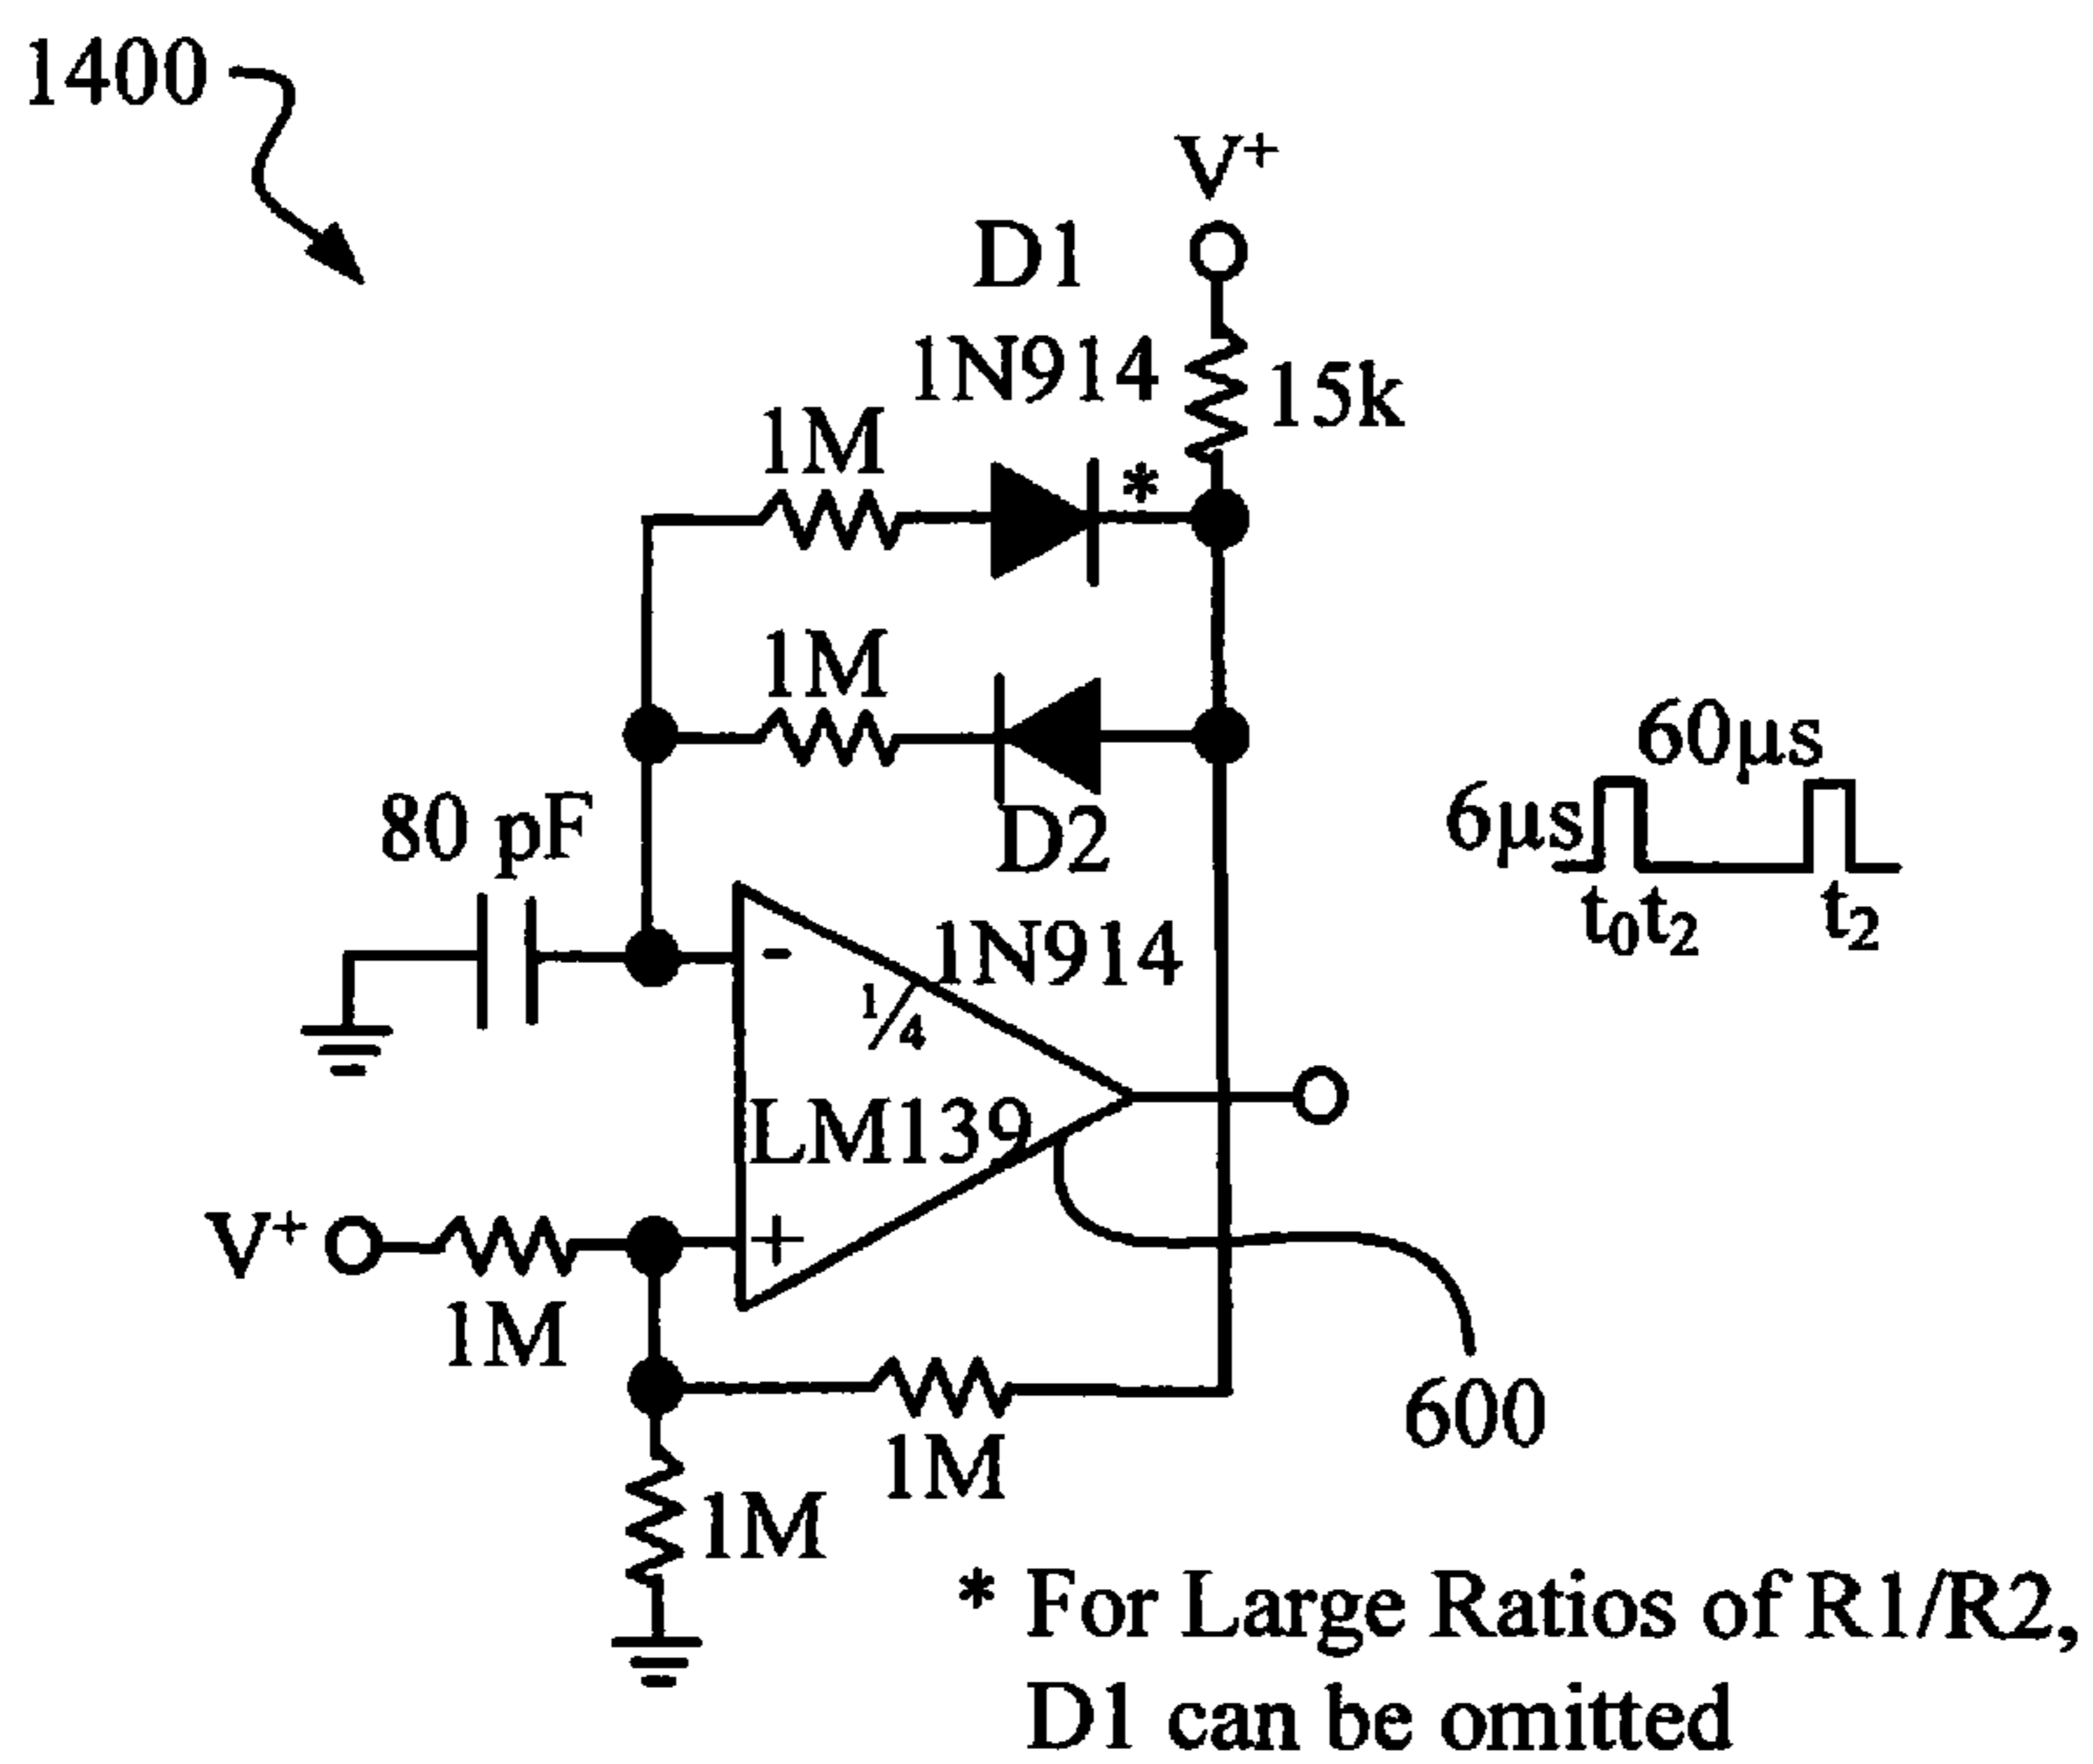 1400
V+
D1
1N914
15k
1M
*
1M
60µs
6µs
80 pF
D2
t0t2
t2
1N914
-
1/4
LM139
V+
+
1M
600
1M
1M
* For Large Ratios of R1/R2,
D1 can be omitted